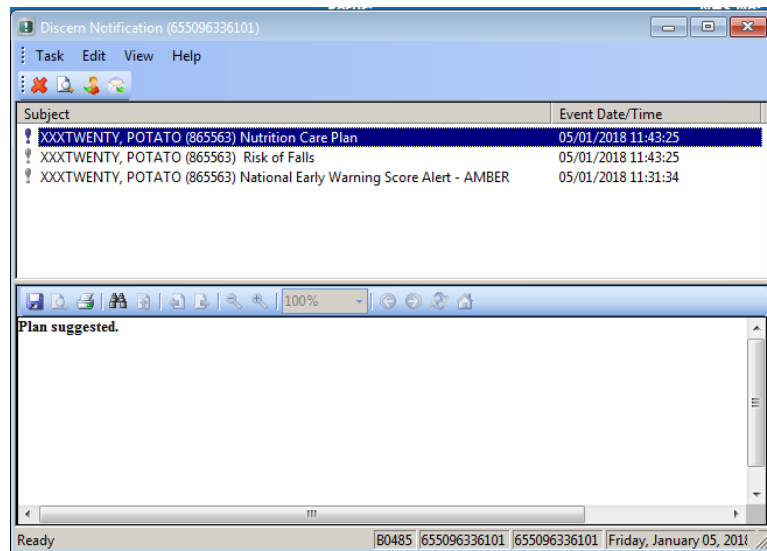 Discern Notification (655096336101)
Task Edit View Help
Subject Event Date/Time
XXXTWENTY, POTATO (865563) Nutrition Care Plan 05/01/2018 11:43:25
XXXTWENTY, POTATO (865563) Risk of Falls 05/01/2018 11:43:25
XXXTWENTY, POTATO (865563) National Early Warning Score Alert - AMBER 05/01/2018 11:31:34
100%
Plan suggested.
Ready B0485 655096336101 655096336101 Friday, January 05, 2018